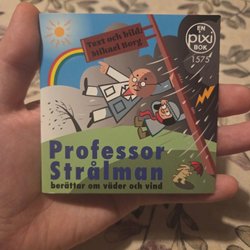 Text och bild:
Mikael Borg
EN
pixi
BOK
1575
Professor
Strålman
berättar om väder och vind